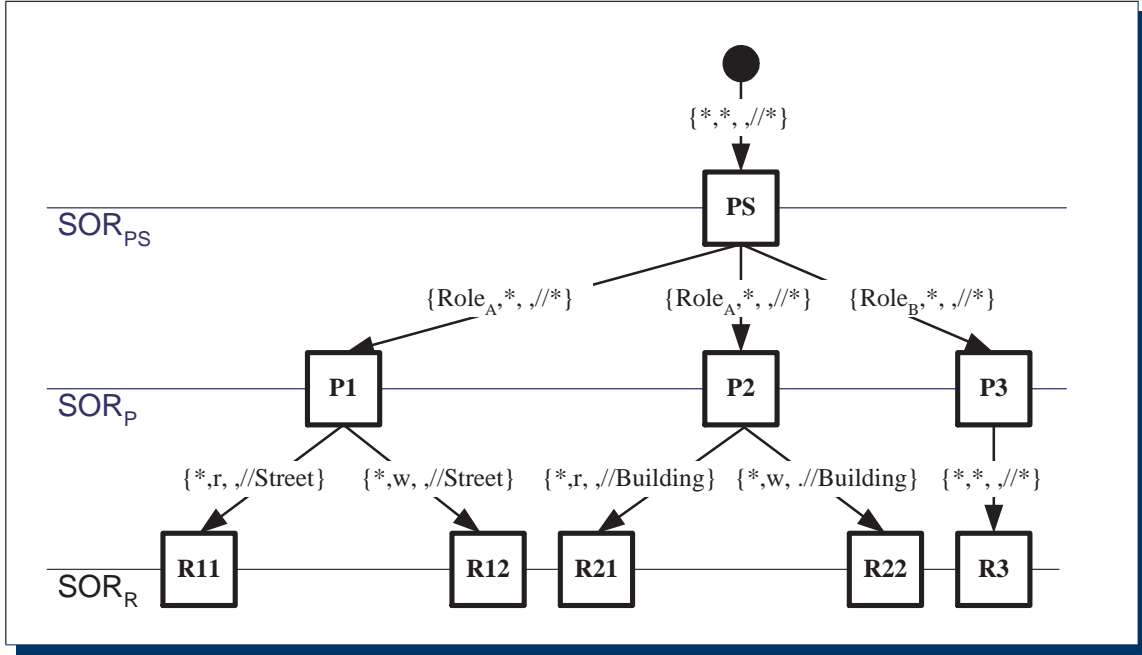 {*,*, ,//*}
PS
SOR_PS
{Role_A,*, ,//*} {Role_A,*, ,//*} {Role_B,*, ,//*}
P1 P2 P3
SOR_P
{*,r, ,//Street} {*,w, ,//Street} {*,r, ,//Building} {*,w, .//Building} {*,*, ,//*}
R11 R12 R21 R22 R3
SOR_R